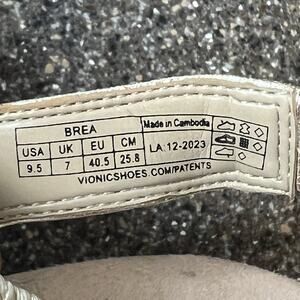 BREA
USA UK EU CM
9.5 7 40.5 25.8
Made in Cambodia
LA:12-2023
VIONICSHOES.COM/PATENTS